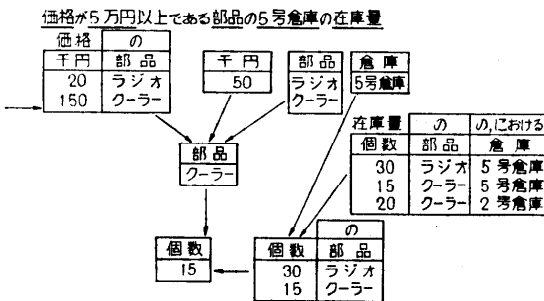 価格が5万円以上である部品の5号倉庫の在庫量
価格 の
千円 部品
20 ラジオ
150 クーラー
千円
50
部品
ラジオ
クーラー
倉庫
5号倉庫
在庫量 の の,における
個数 部品 倉庫
30 ラジオ 5号倉庫
15 クーラー 5号倉庫
20 クーラー 2号倉庫
部品
クーラー
個数
15
の
個数 部品
30 ラジオ
15 クーラー